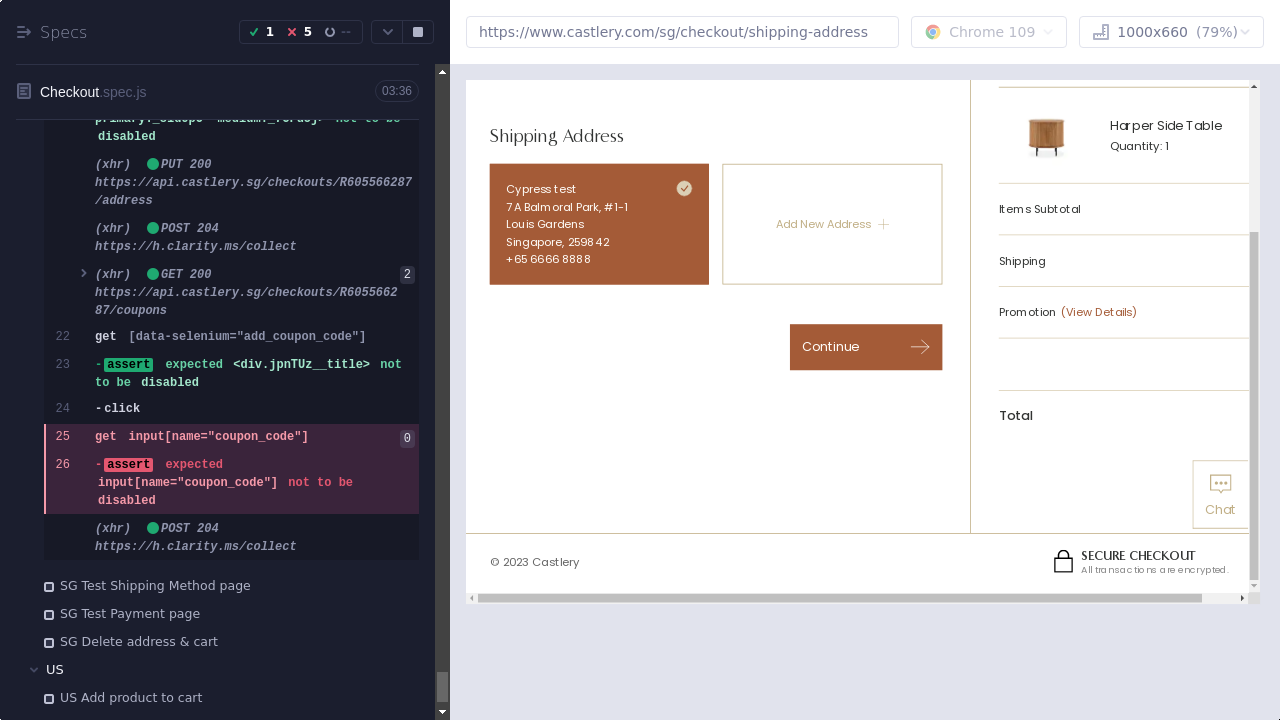 Specs
1
5
--
https://www.castlery.com/sg/checkout/shipping-address
Chrome 109
1000x660 (79%)
Checkout.spec.js
03:36
disabled
(xhr) PUT 200
https://api.castlery.sg/checkouts/R605566287
/address
(xhr) POST 204
https://h.clarity.ms/collect
(xhr) GET 200
2
https://api.castlery.sg/checkouts/R6055662
87/coupons
22 get [data-selenium="add_coupon_code"]
23 -assert expected <div.jpnTUz__title> not
to be disabled
24 -click
25 get input[name="coupon_code"]
0
26 -assert expected
input[name="coupon_code"] not to be
disabled
(xhr) POST 204
https://h.clarity.ms/collect
SG Test Shipping Method page
SG Test Payment page
SG Delete address & cart
US
US Add product to cart
Shipping Address
Cypress test
7A Balmoral Park, #1-1
Louis Gardens
Singapore, 259842
+65 6666 8888
Add New Address
Continue
Harper Side Table
Quantity: 1
Items Subtotal
Shipping
Promotion (View Details)
Total
Chat
© 2023 Castlery
SECURE CHECKOUT
All transactions are encrypted.